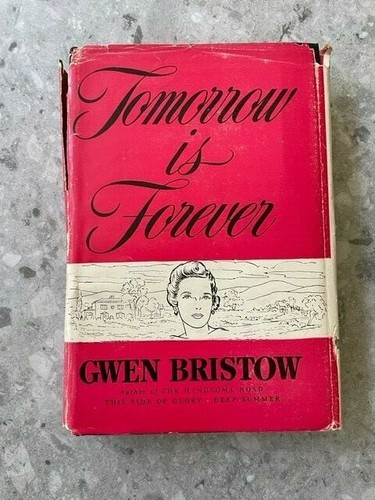 Tomorrow
is
Forever
GWEN BRISTOW
Author of THE HANDSOME ROAD
THIS SIDE OF GLORY · DEEP SUMMER